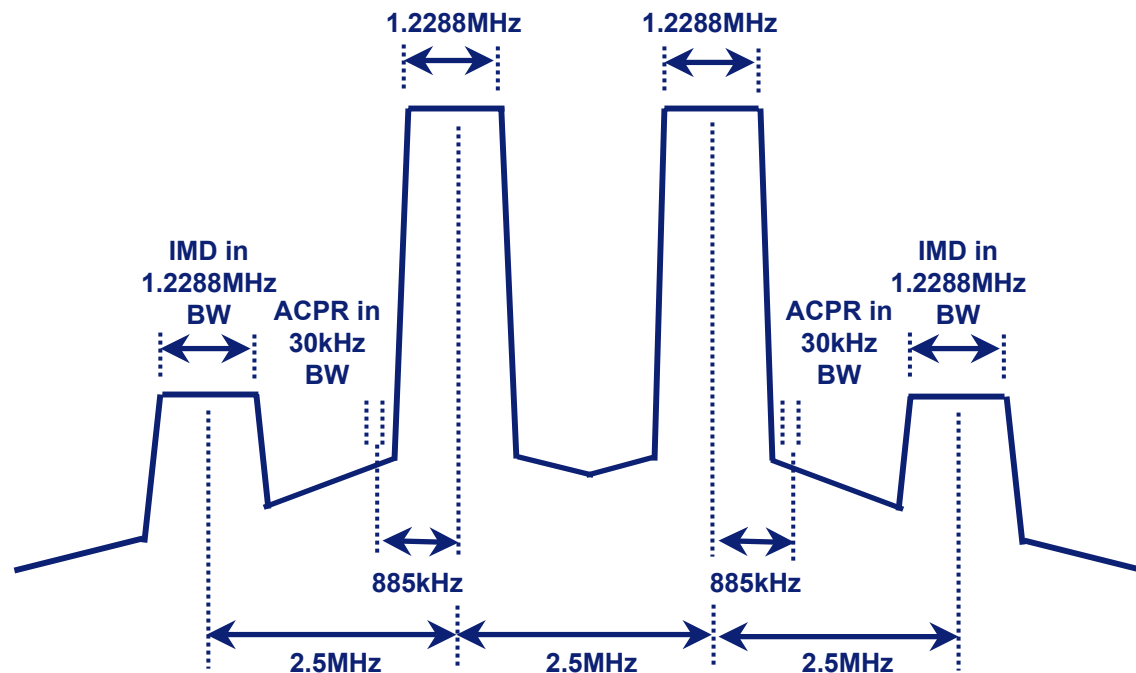 1.2288MHz
1.2288MHz
IMD in
1.2288MHz
BW
ACPR in
30kHz
BW
ACPR in
30kHz
BW
IMD in
1.2288MHz
BW
885kHz
885kHz
2.5MHz
2.5MHz
2.5MHz